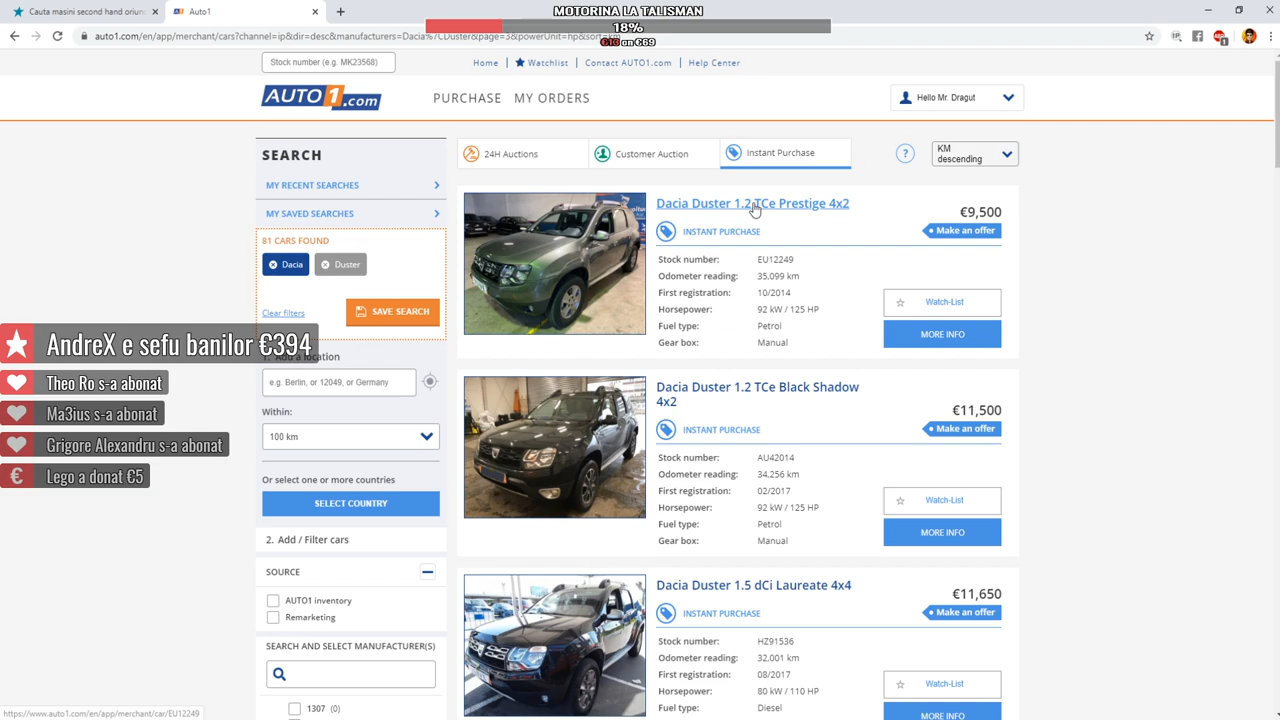 Cauta masini second hand oriun
Auto1
MOTORINA LA TALISMAN
18%
€13 on €69
auto1.com/en/app/merchant/cars?channel=ip&dir=desc&manufacturers=Dacia%7CDuster&page=3&powerUnit=hp&sort=km
Stock number (e.g. MK23568)
Home
Watchlist
Contact AUTO1.com
Help Center
AUTO1.com
PURCHASE
MY ORDERS
Hello Mr. Dragut
SEARCH
MY RECENT SEARCHES
MY SAVED SEARCHES
81 CARS FOUND
Dacia
Duster
Clear filters
SAVE SEARCH
AndreX e sefu banilor €394
Theo Ro s-a abonat
Ma3ius s-a abonat
Grigore Alexandru s-a abonat
€ Lego a donat €5
1. Add a location
e.g. Berlin, or 12049, or Germany
Within:
100 km
Or select one or more countries
SELECT COUNTRY
2. Add / Filter cars
SOURCE
AUTO1 inventory
Remarketing
SEARCH AND SELECT MANUFACTURER(S)
1307 (0)
24H Auctions
Customer Auction
Instant Purchase
?
KM
descending
Dacia Duster 1.2 TCe Prestige 4x2
€9,500
INSTANT PURCHASE
Make an offer
Stock number: EU12249
Odometer reading: 35,099 km
First registration: 10/2014
Horsepower: 92 kW / 125 HP
Fuel type: Petrol
Gear box: Manual
Watch-List
MORE INFO
Dacia Duster 1.2 TCe Black Shadow
4x2
€11,500
INSTANT PURCHASE
Make an offer
Stock number: AU42014
Odometer reading: 34,256 km
First registration: 02/2017
Horsepower: 92 kW / 125 HP
Fuel type: Petrol
Gear box: Manual
Watch-List
MORE INFO
Dacia Duster 1.5 dCi Laureate 4x4
€11,650
INSTANT PURCHASE
Make an offer
Stock number: HZ91536
Odometer reading: 32,001 km
First registration: 08/2017
Horsepower: 80 kW / 110 HP
Fuel type: Diesel
Watch-List
MORE INFO
https://www.auto1.com/en/app/merchant/car/EU12249